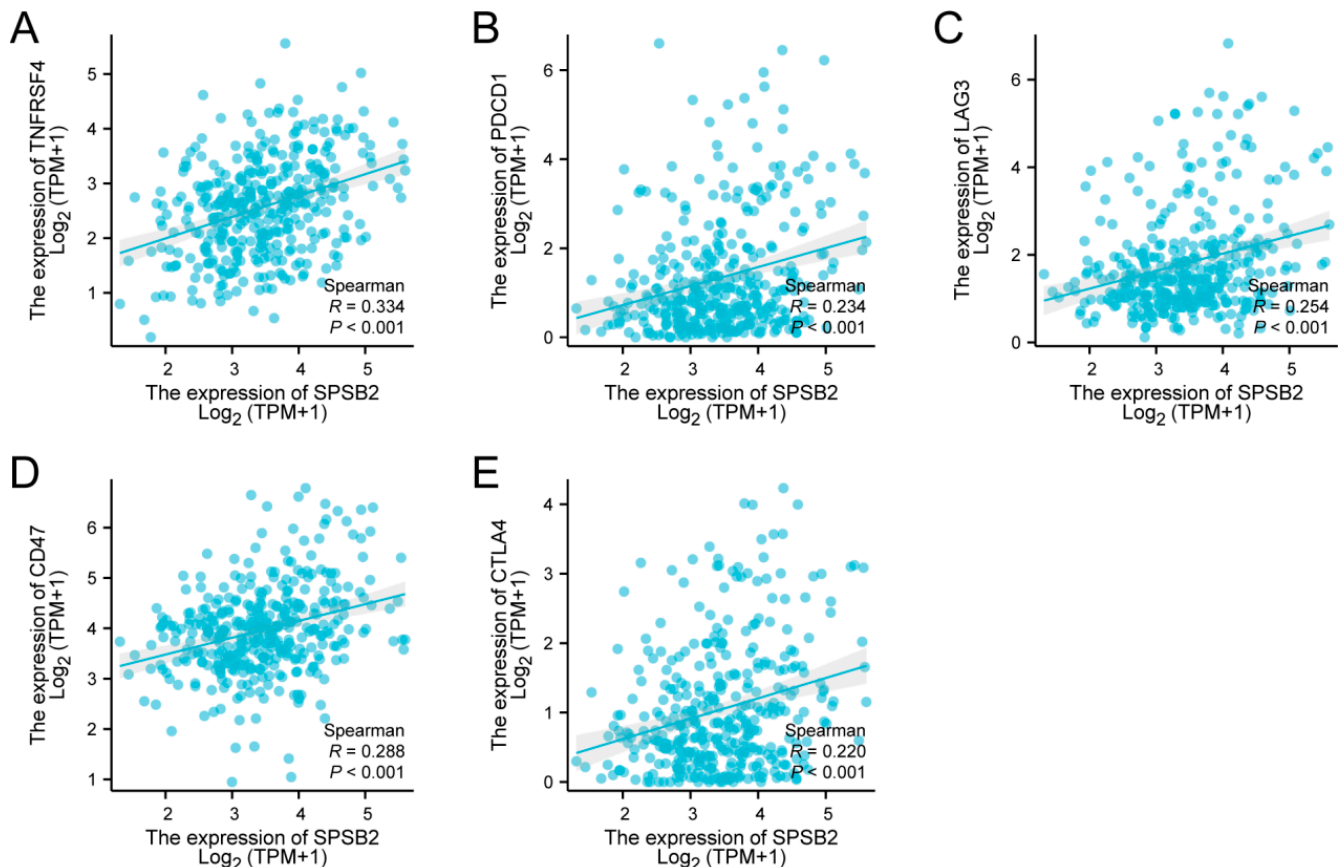 A
The expression of TNFRSF4
Log₂ (TPM+1)
5
4
3
2
1
Spearman
R = 0.334
P < 0.001
2 3 4 5
The expression of SPSB2
Log₂ (TPM+1)
B
The expression of PDCD1
Log₂ (TPM+1)
6
4
2
0
Spearman
R = 0.234
P < 0.001
2 3 4 5
The expression of SPSB2
Log₂ (TPM+1)
C
The expression of LAG3
Log₂ (TPM+1)
6
4
2
0
Spearman
R = 0.254
P < 0.001
2 3 4 5
The expression of SPSB2
Log₂ (TPM+1)
D
The expression of CD47
Log₂ (TPM+1)
6
5
4
3
2
1
Spearman
R = 0.288
P < 0.001
2 3 4 5
The expression of SPSB2
Log₂ (TPM+1)
E
The expression of CTLA4
Log₂ (TPM+1)
4
3
2
1
0
Spearman
R = 0.220
P < 0.001
2 3 4 5
The expression of SPSB2
Log₂ (TPM+1)